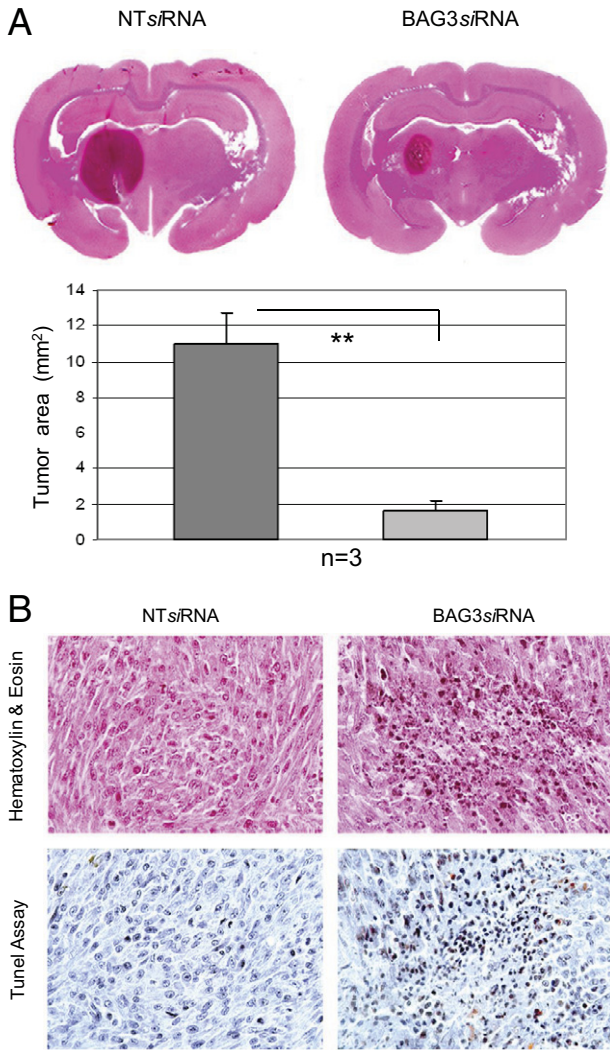 A
NTsiRNA BAG3siRNA
14
12
10
8
6
4
2
0
Tumor area (mm²)
**
n=3
B
NTsiRNA BAG3siRNA
Hematoxylin & Eosin
Tunel Assay